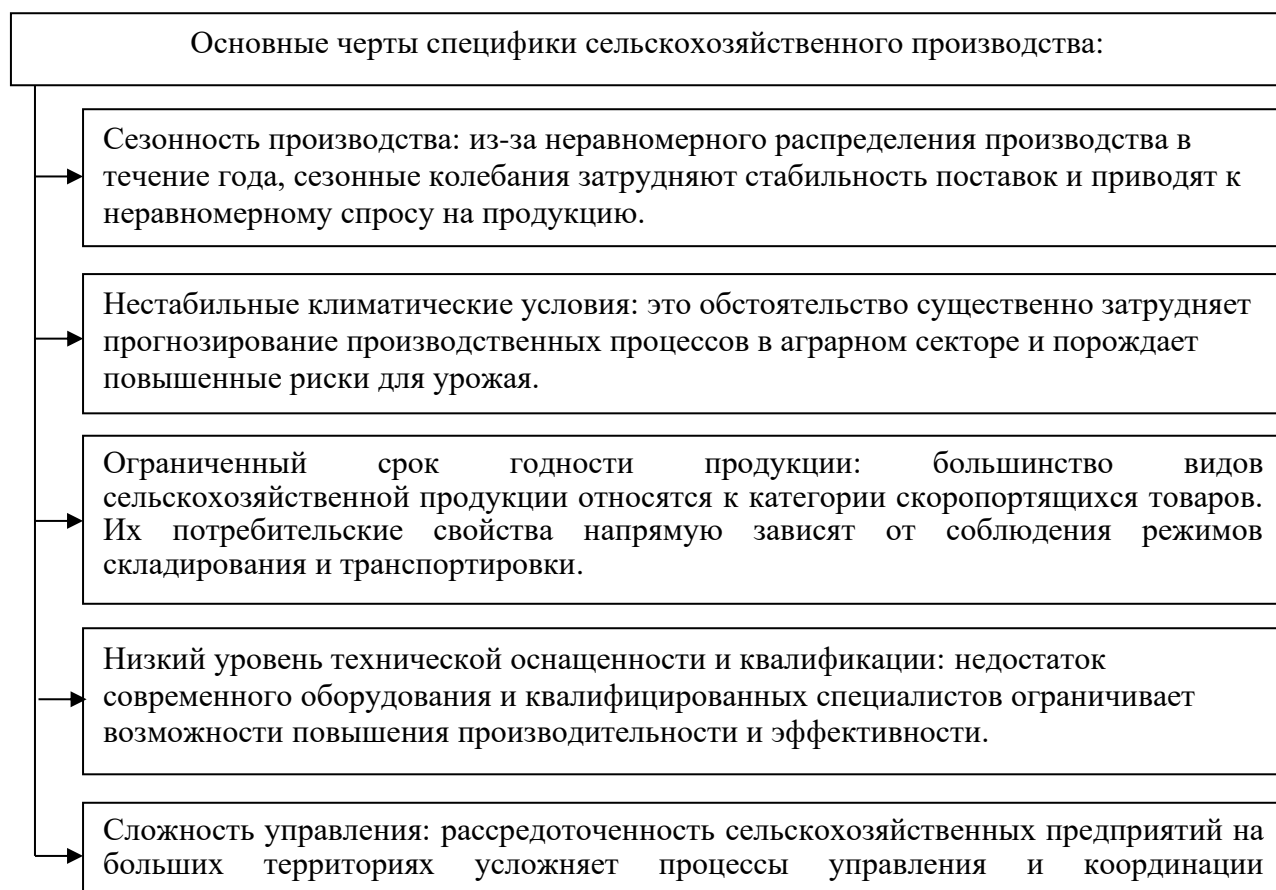 Основные черты специфики сельскохозяйственного производства:
Сезонность производства: из-за неравномерного распределения производства в
течение года, сезонные колебания затрудняют стабильность поставок и приводят к
неравномерному спросу на продукцию.
Нестабильные климатические условия: это обстоятельство существенно затрудняет
прогнозирование производственных процессов в аграрном секторе и порождает
повышенные риски для урожая.
Ограниченный срок годности продукции: большинство видов
сельскохозяйственной продукции относятся к категории скоропортящихся товаров.
Их потребительские свойства напрямую зависят от соблюдения режимов
складирования и транспортировки.
Низкий уровень технической оснащенности и квалификации: недостаток
современного оборудования и квалифицированных специалистов ограничивает
возможности повышения производительности и эффективности.
Сложность управления: рассредоточенность сельскохозяйственных предприятий на
больших территориях усложняет процессы управления и координации